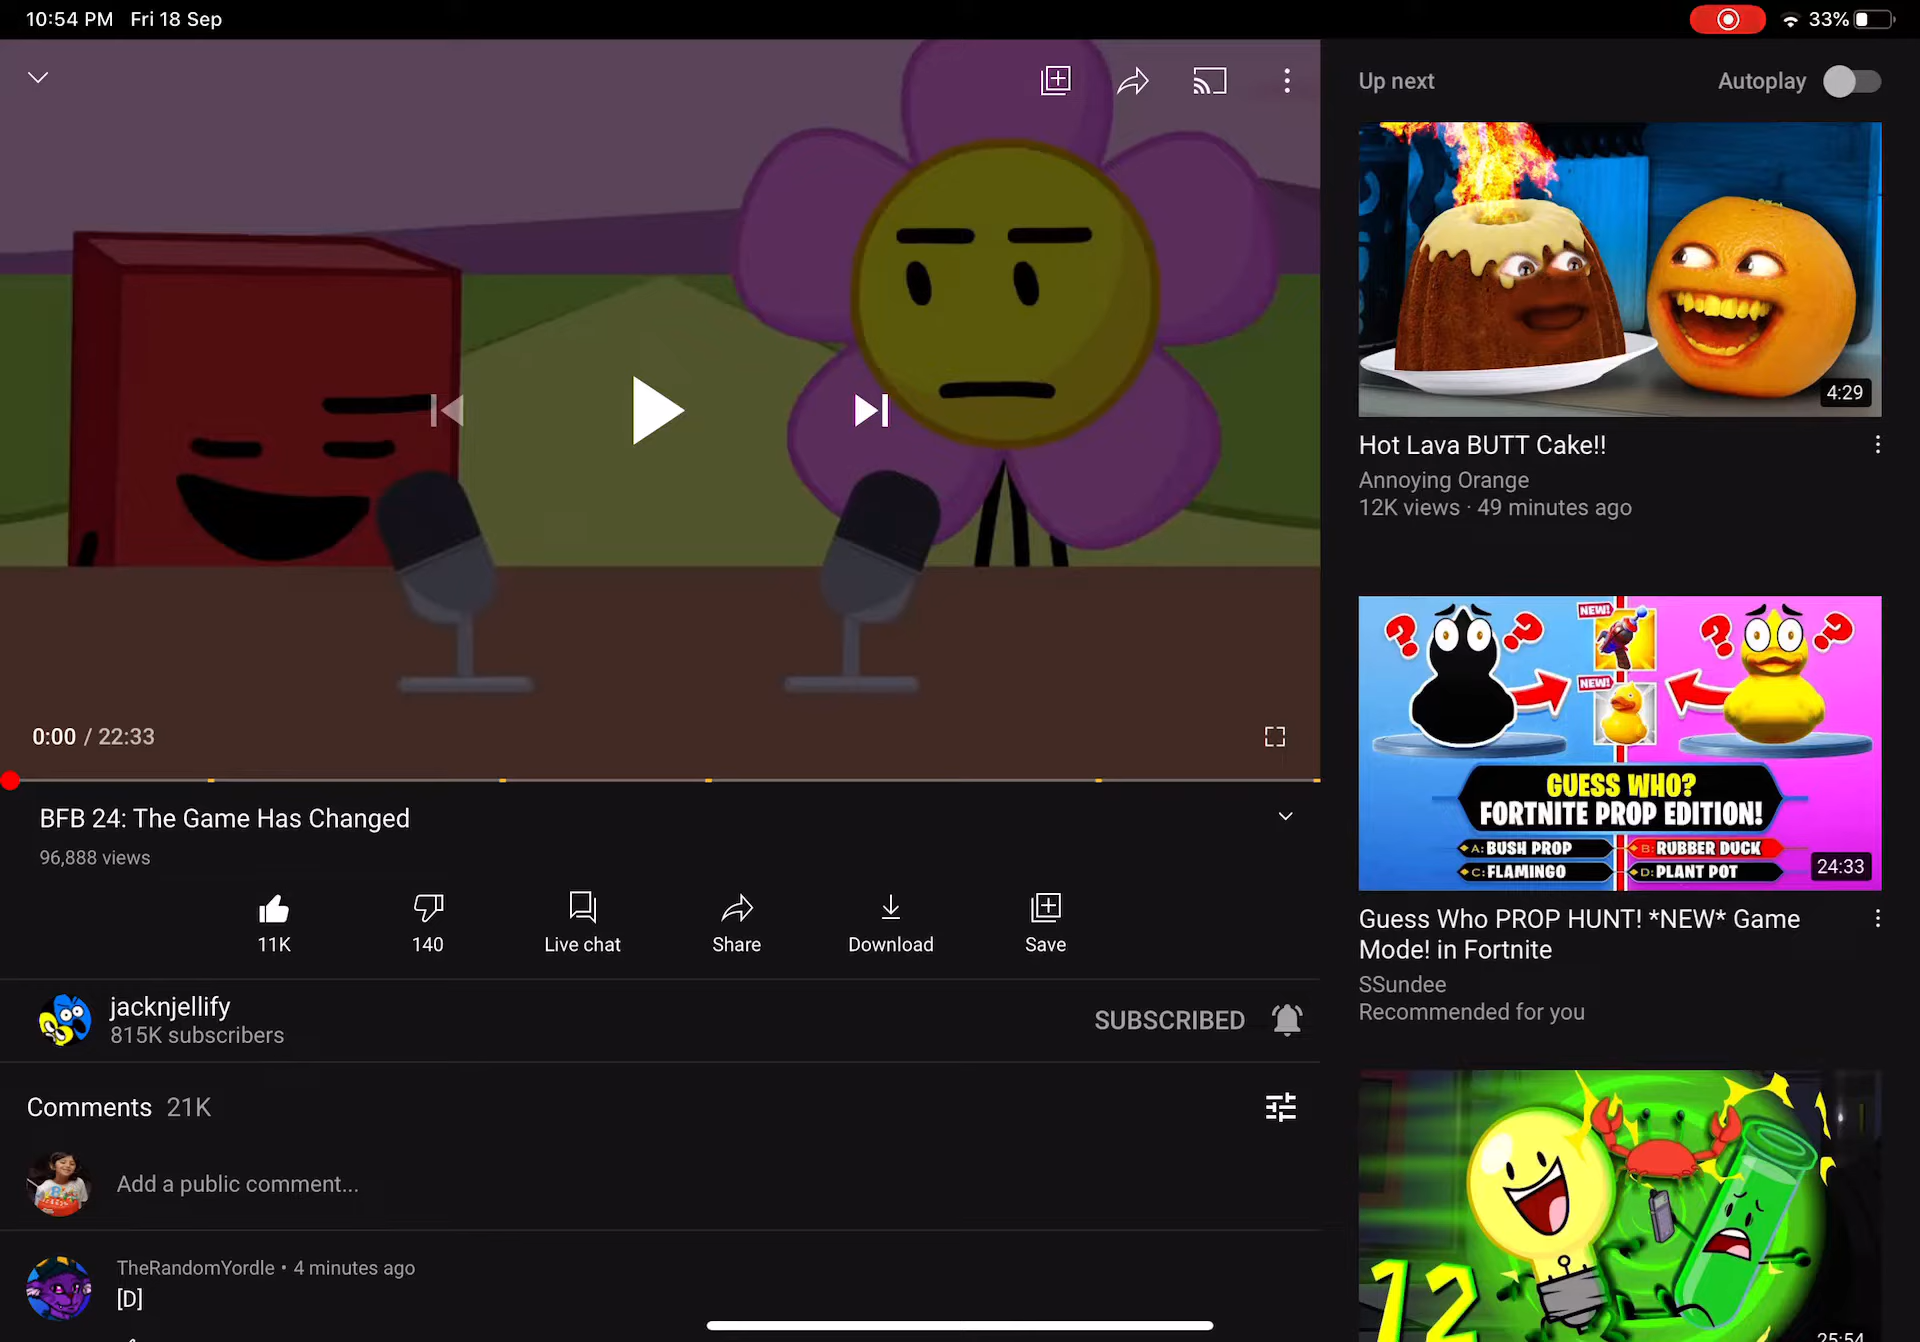 10:54 PM Fri 18 Sep
33%
0:00 / 22:33
BFB 24: The Game Has Changed
96,888 views
11K
140
Live chat
Share
Download
Save
jacknjellify
815K subscribers
SUBSCRIBED
Comments 21K
Add a public comment...
TheRandomYordle • 4 minutes ago
[D]
Up next
Autoplay
4:29
Hot Lava BUTT Cake!!
Annoying Orange
12K views · 49 minutes ago
? ? NEW! ? ?
NEW!
GUESS WHO?
FORTNITE PROP EDITION!
A: BUSH PROP B: RUBBER DUCK
C: FLAMINGO D: PLANT POT
24:33
Guess Who PROP HUNT! *NEW* Game
Mode! in Fortnite
SSundee
Recommended for you
12
25:54